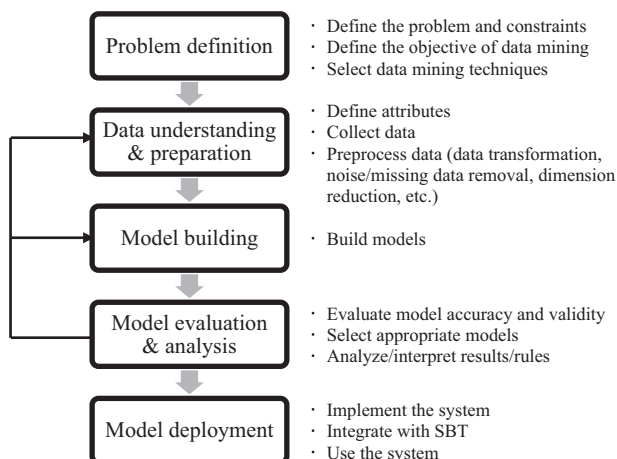 Problem definition
· Define the problem and constraints
· Define the objective of data mining
· Select data mining techniques
Data understanding
& preparation
· Define attributes
· Collect data
· Preprocess data (data transformation,
noise/missing data removal, dimension
reduction, etc.)
Model building
· Build models
Model evaluation
& analysis
· Evaluate model accuracy and validity
· Select appropriate models
· Analyze/interpret results/rules
Model deployment
· Implement the system
· Integrate with SBT
· Use the system